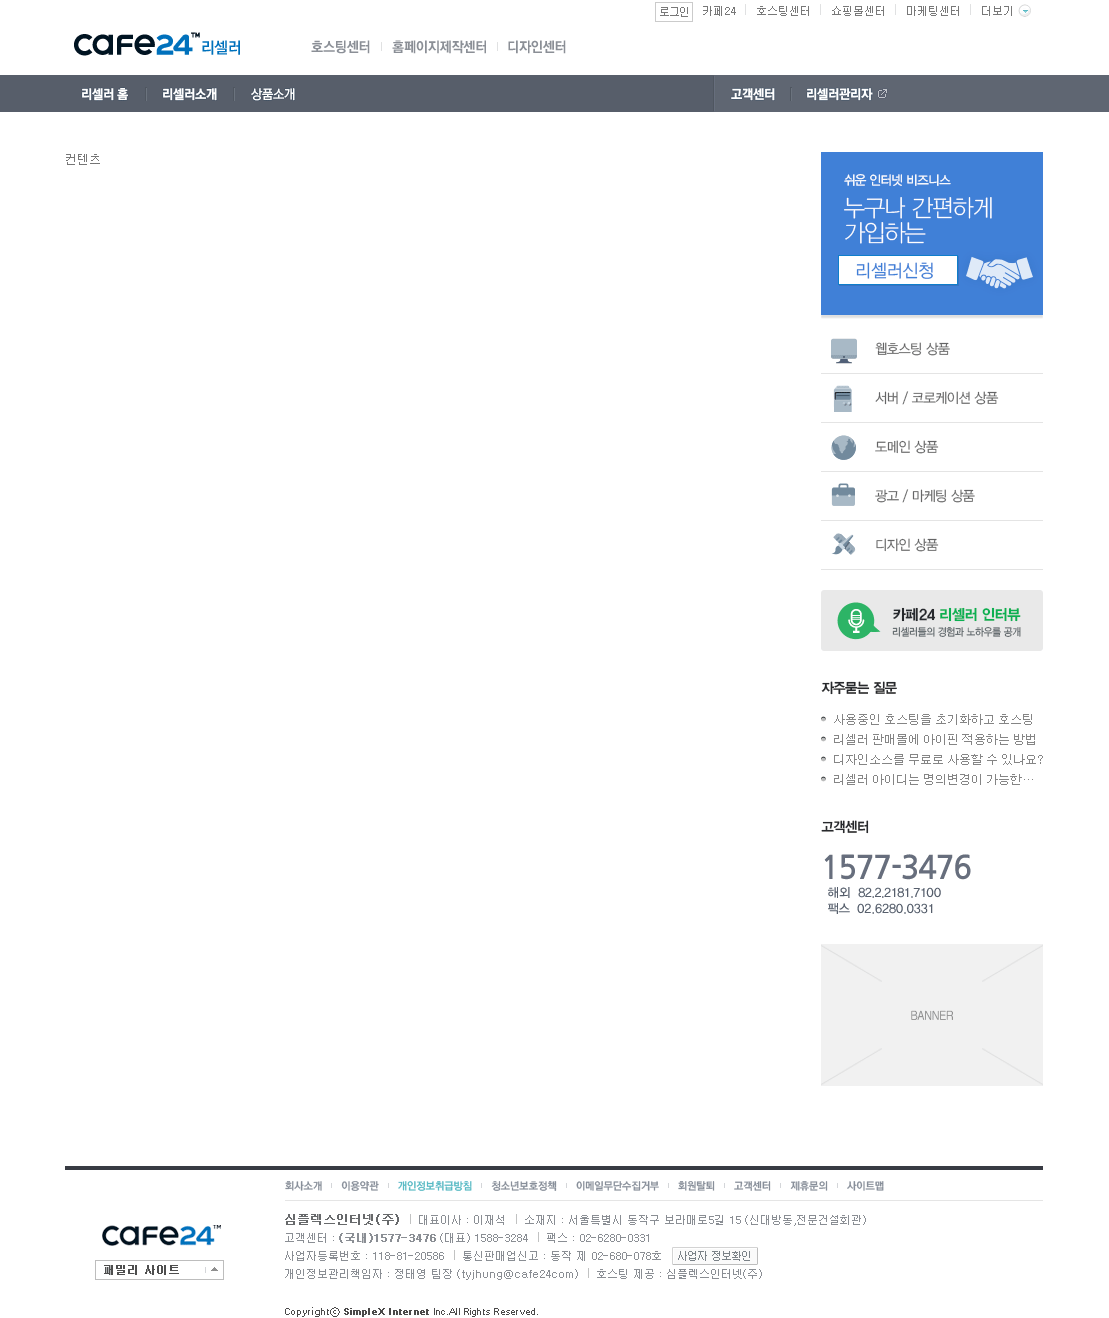 로그인 카페24 호스팅센터 쇼핑몰센터 마케팅센터 더보기
cafe24™ 리셀러 호스팅센터 홈페이지제작센터 디자인센터
리셀러 홈 리셀러소개 상품소개 고객센터 리셀러관리자
컨텐츠
쉬운 인터넷 비즈니스
누구나 간편하게
가입하는
리셀러신청
웹호스팅 상품
서버 / 코로케이션 상품
도메인 상품
광고 / 마케팅 상품
디자인 상품
카페24 리셀러 인터뷰
리셀러들의 경험과 노하우를 공개
자주묻는 질문
사용중인 호스팅을 초기화하고 호스팅
리셀러 판매몰에 아이핀 적용하는 방법
디자인소스를 무료로 사용할 수 있나요?
리셀러 아이디는 명의변경이 가능한…
고객센터
1577-3476
해외 82.2.2181.7100
팩스 02.6280.0331
BANNER
회사소개 이용약관 개인정보취급방침 청소년보호정책 이메일무단수집거부 회원탈퇴 고객센터 제휴문의 사이트맵
cafe24™
패밀리 사이트
심플렉스인터넷(주) 대표이사 : 이재석 소재지 : 서울특별시 동작구 보라매로5길 15 (신대방동,전문건설회관)
고객센터 : (국내)1577-3476 (대표) 1588-3284 팩스 : 02-6280-0331
사업자등록번호 : 118-81-20586 통신판매업신고 : 동작 제 02-680-078호 사업자 정보확인
개인정보관리책임자 : 정태영 팀장 (tyjhung@cafe24com) 호스팅 제공 : 심플렉스인터넷(주)
Copyrightⓒ SimpleX Internet Inc.All Rights Reserved.